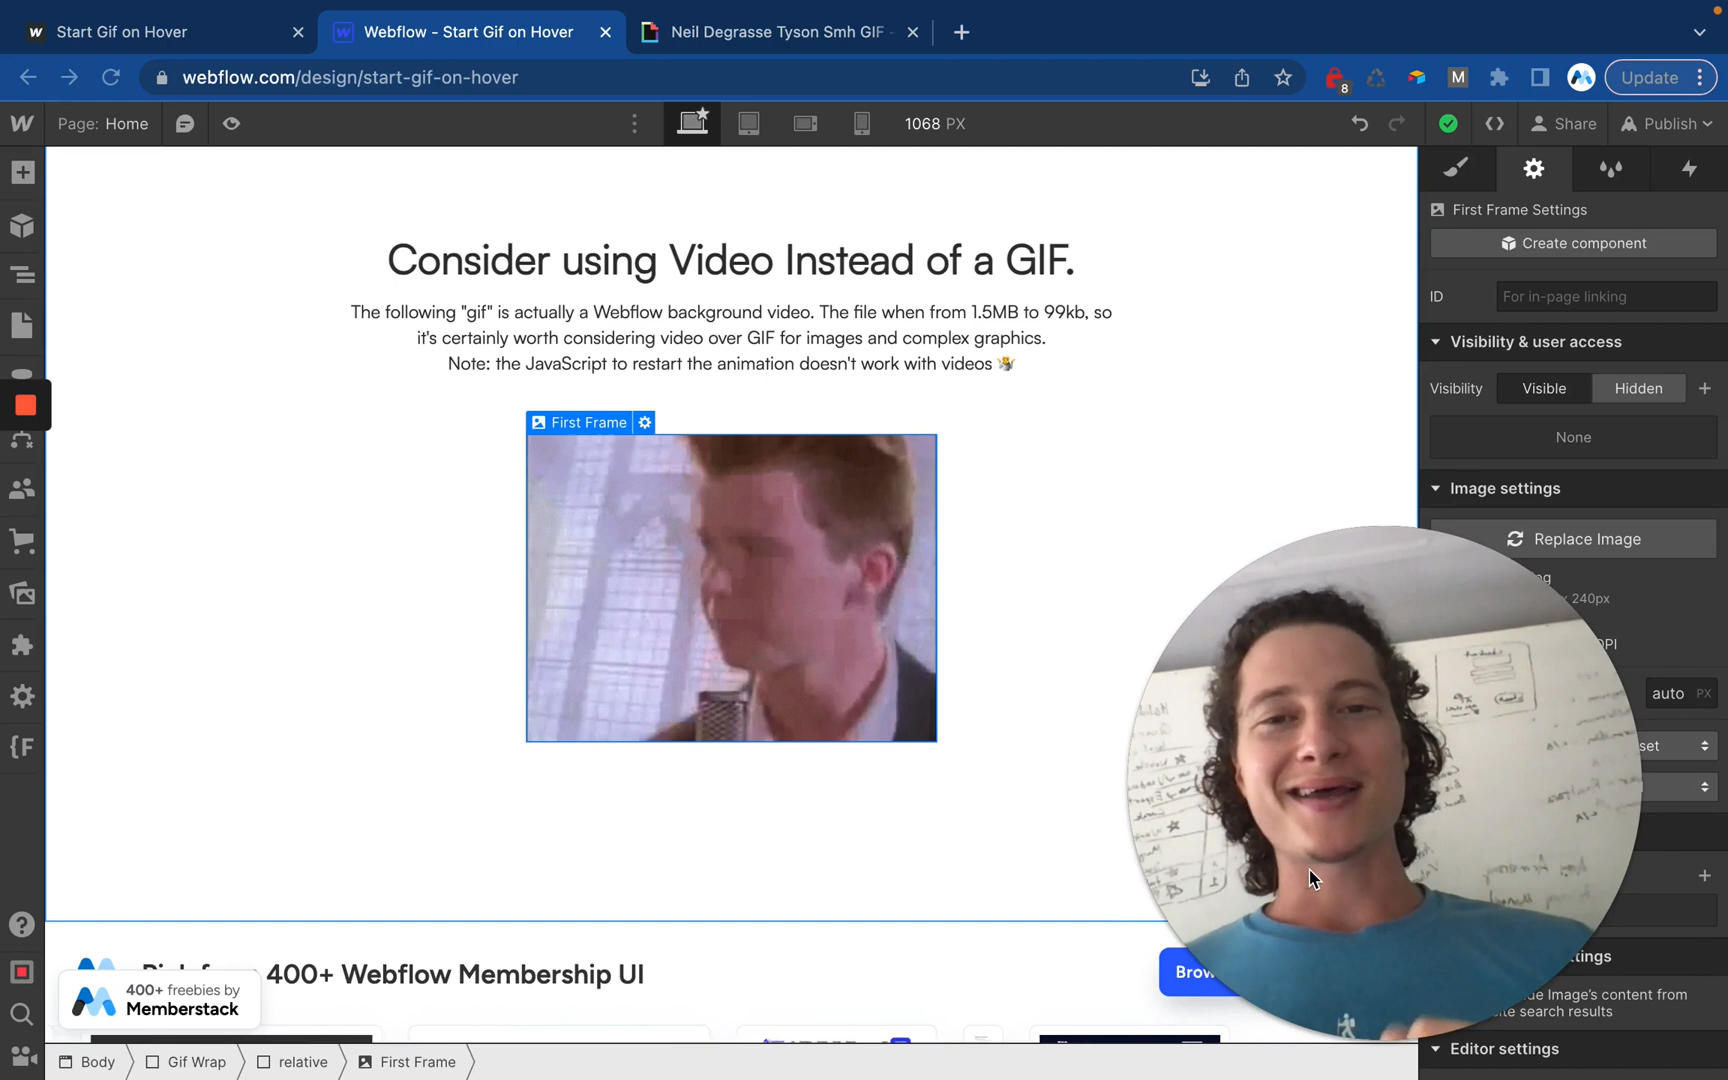 Start Gif on Hover
Webflow - Start Gif on Hover
Neil Degrasse Tyson Smh GIF -
webflow.com/design/start-gif-on-hover
8
M
Update
Page: Home
1068 PX
Share
Publish
First Frame Settings
Create component
ID
For in-page linking
Visibility & user access
Visibility
Visible
Hidden
None
Image settings
Replace Image
240px
auto PX
Consider using Video Instead of a GIF.
The following "gif" is actually a Webflow background video. The file when from 1.5MB to 99kb, so
it's certainly worth considering video over GIF for images and complex graphics.
Note: the JavaScript to restart the animation doesn't work with videos 🤷
First Frame
400+ Webflow Membership UI
400+ freebies by
Memberstack
Image's content from
search results
Editor settings
Body
Gif Wrap
relative
First Frame